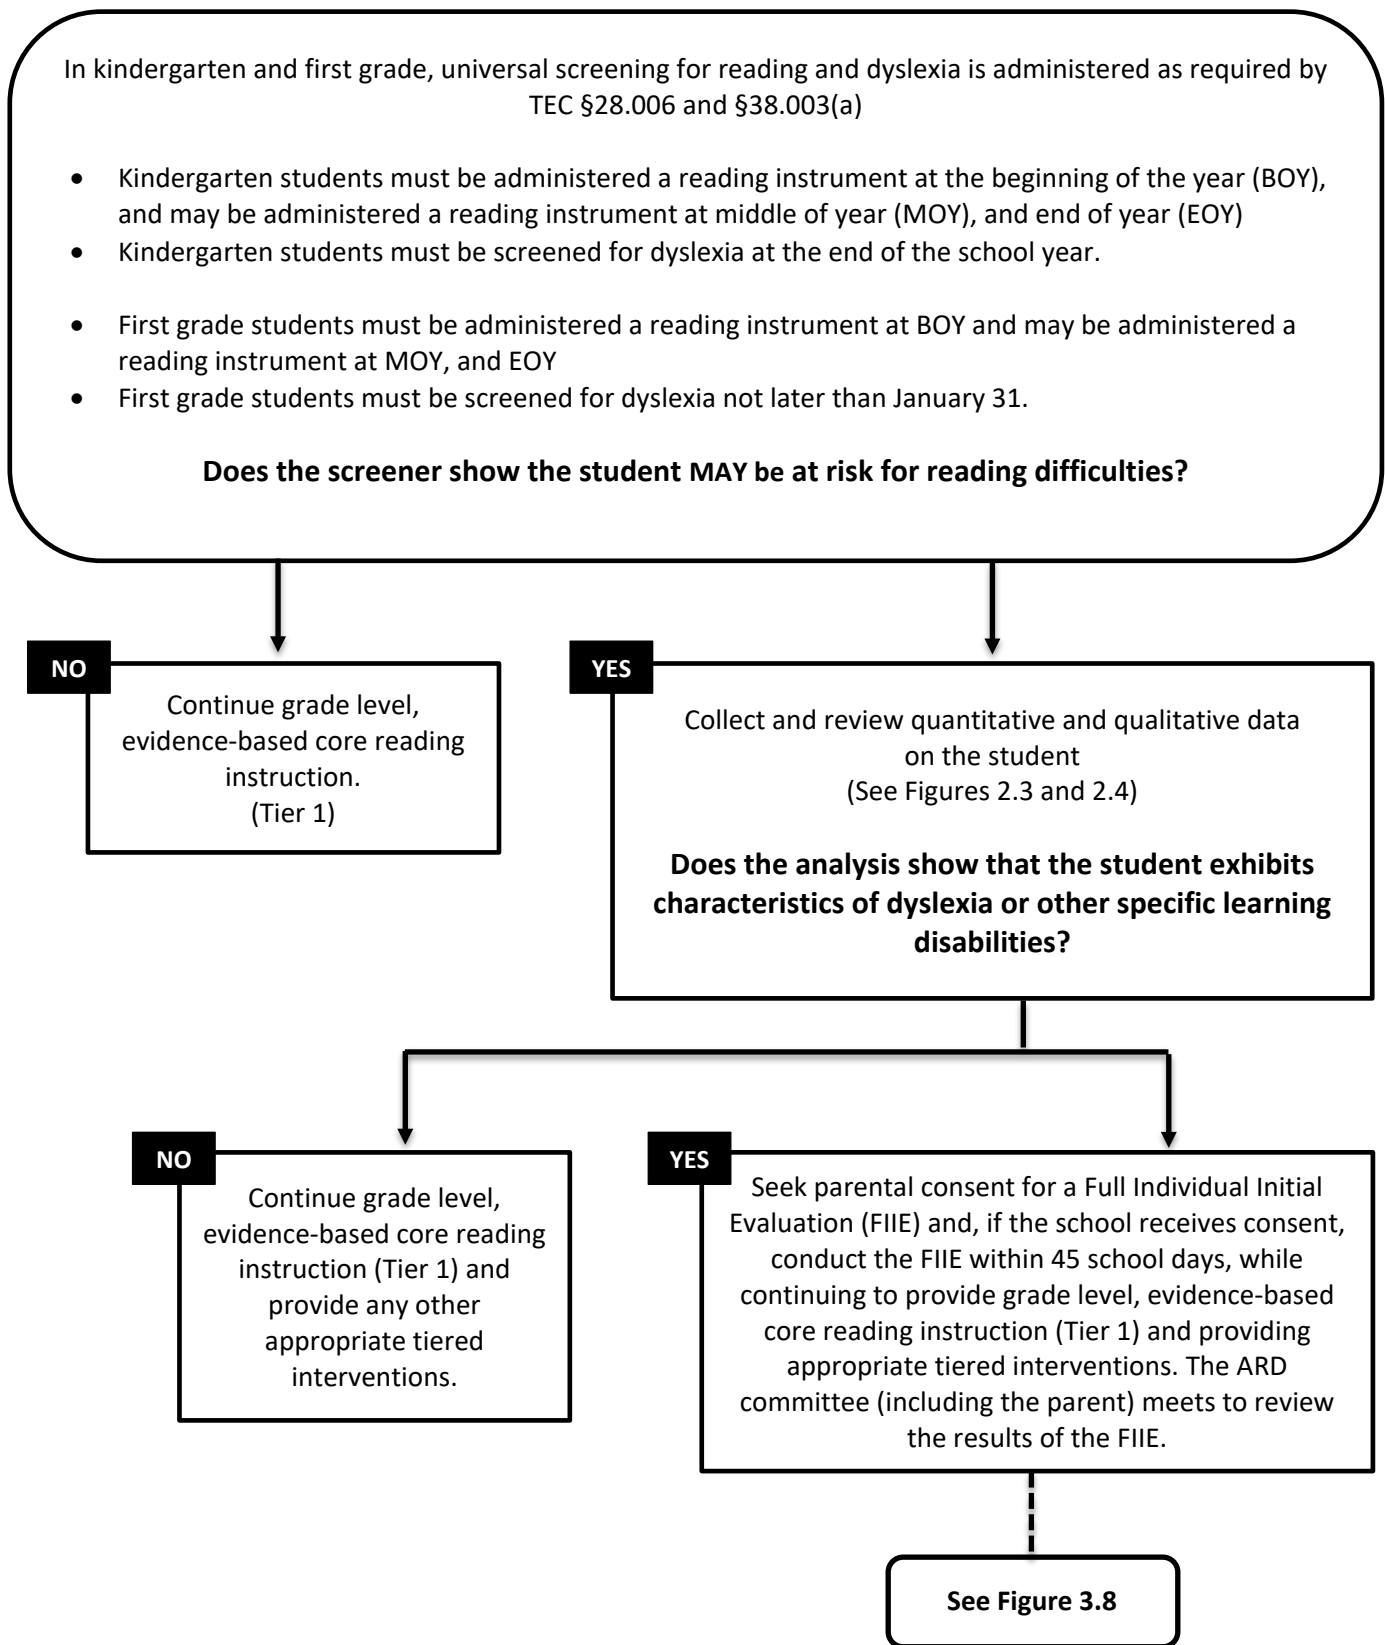 In kindergarten and first grade, universal screening for reading and dyslexia is administered as required by
TEC §28.006 and §38.003(a)
• Kindergarten students must be administered a reading instrument at the beginning of the year (BOY),
and may be administered a reading instrument at middle of year (MOY), and end of year (EOY)
• Kindergarten students must be screened for dyslexia at the end of the school year.
• First grade students must be administered a reading instrument at BOY and may be administered a
reading instrument at MOY, and EOY
• First grade students must be screened for dyslexia not later than January 31.
Does the screener show the student MAY be at risk for reading difficulties?
NO
Continue grade level,
evidence-based core reading
instruction.
(Tier 1)
YES
Collect and review quantitative and qualitative data
on the student
(See Figures 2.3 and 2.4)
Does the analysis show that the student exhibits
characteristics of dyslexia or other specific learning
disabilities?
NO
Continue grade level,
evidence-based core reading
instruction (Tier 1) and
provide any other
appropriate tiered
interventions.
YES
Seek parental consent for a Full Individual Initial
Evaluation (FIIE) and, if the school receives consent,
conduct the FIIE within 45 school days, while
continuing to provide grade level, evidence-based
core reading instruction (Tier 1) and providing
appropriate tiered interventions. The ARD
committee (including the parent) meets to review
the results of the FIIE.
See Figure 3.8